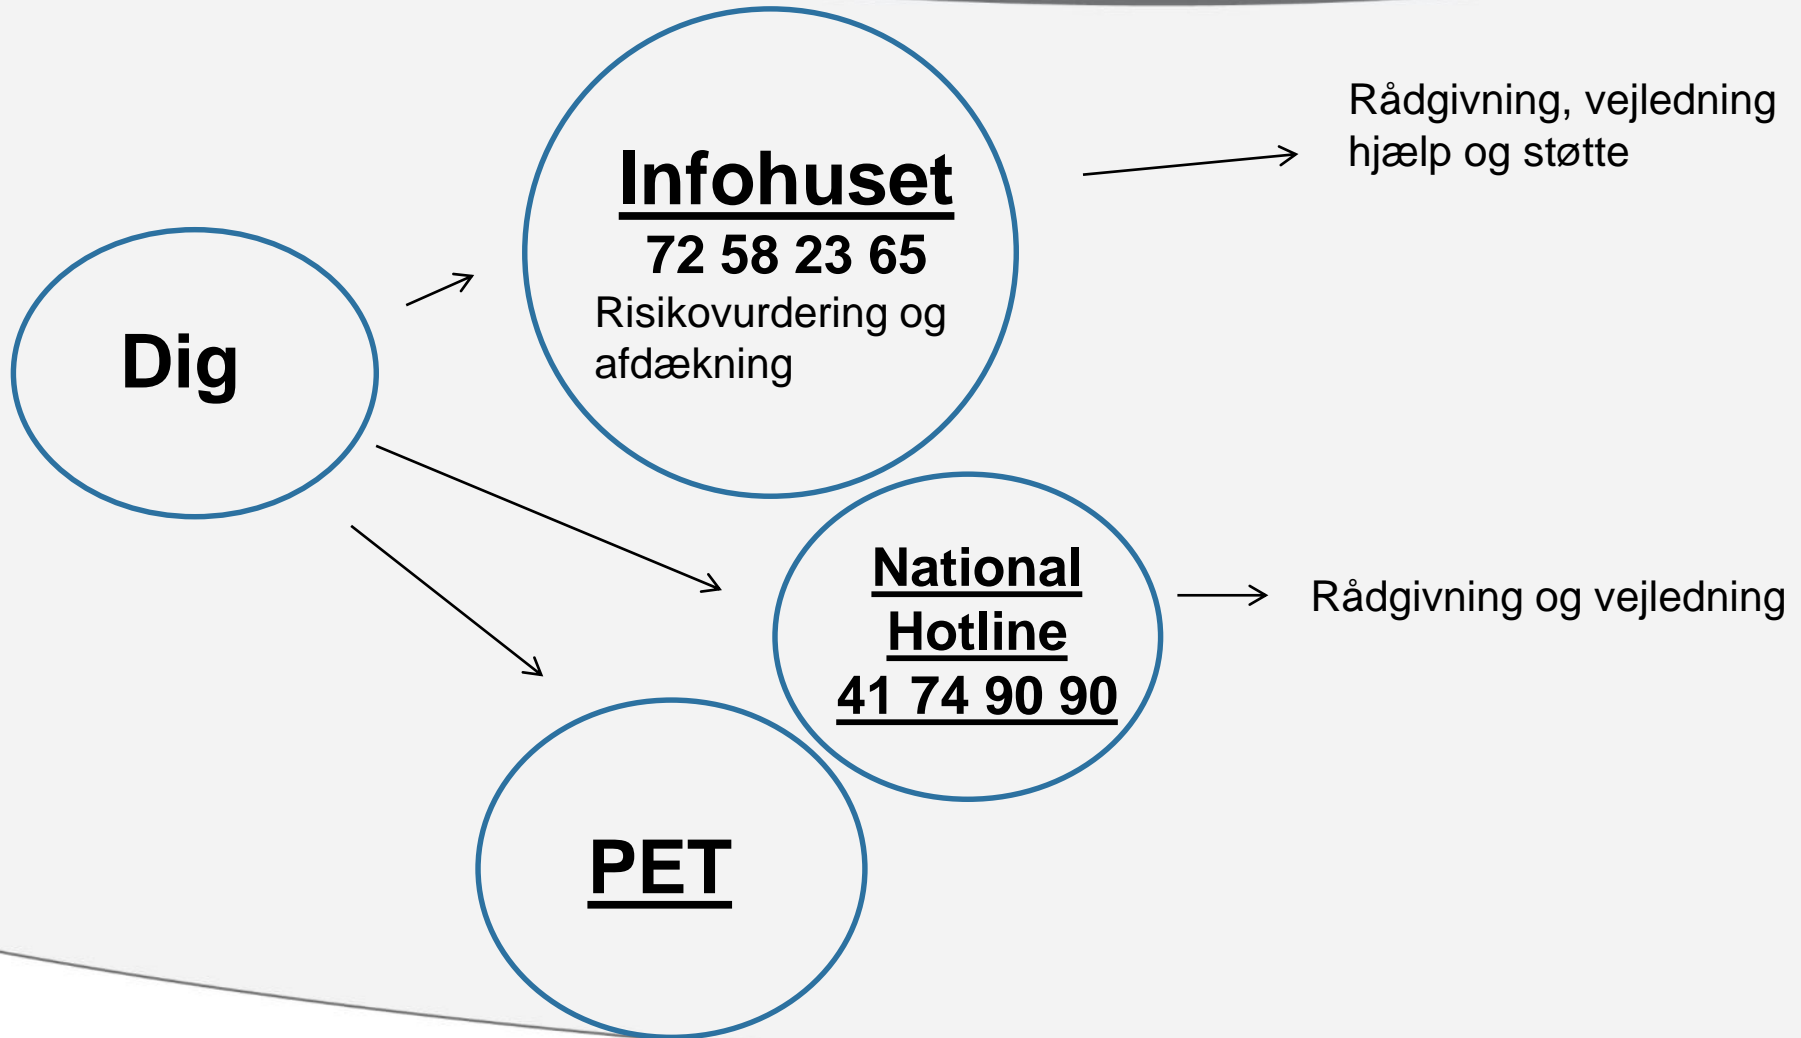 Dig
Infohuset
72 58 23 65
Risikovurdering og
afdækning
Rådgivning, vejledning
hjælp og støtte
National
Hotline
41 74 90 90
Rådgivning og vejledning
PET